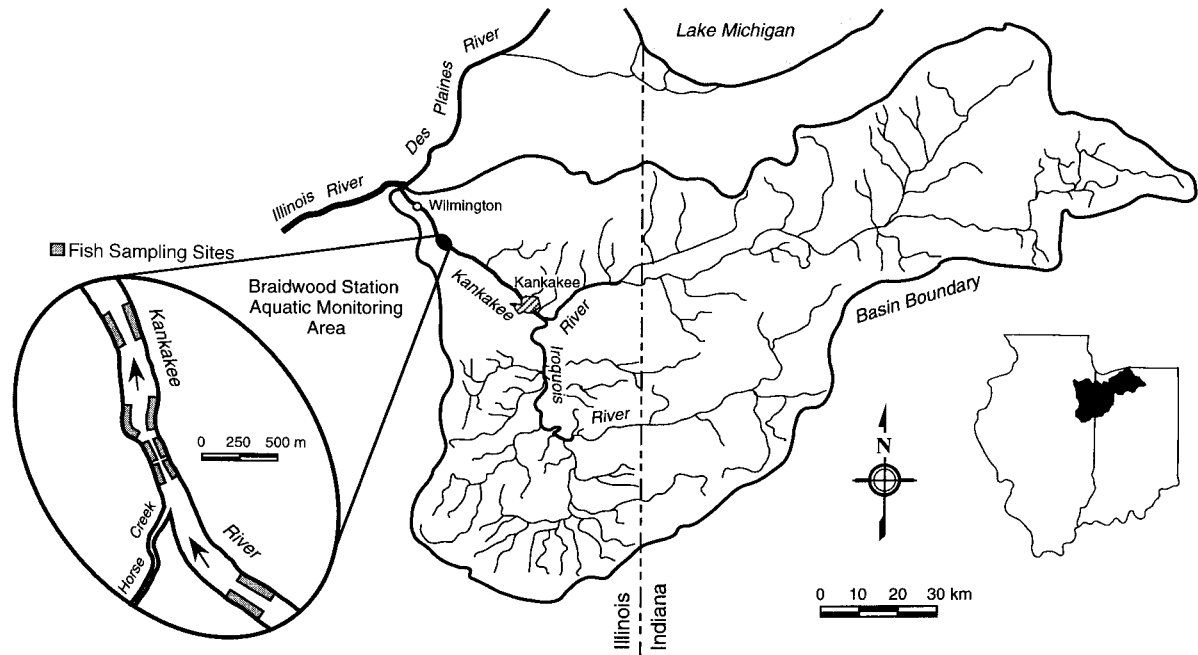 Lake Michigan
Des Plaines River
Illinois River
Wilmington
Fish Sampling Sites
Braidwood Station
Aquatic Monitoring
Area
Kankakee
Kankakee River
Basin Boundary
Iroquois River
Kankakee River
0 250 500 m
Horse Creek
N
0 10 20 30 km
Illinois
Indiana